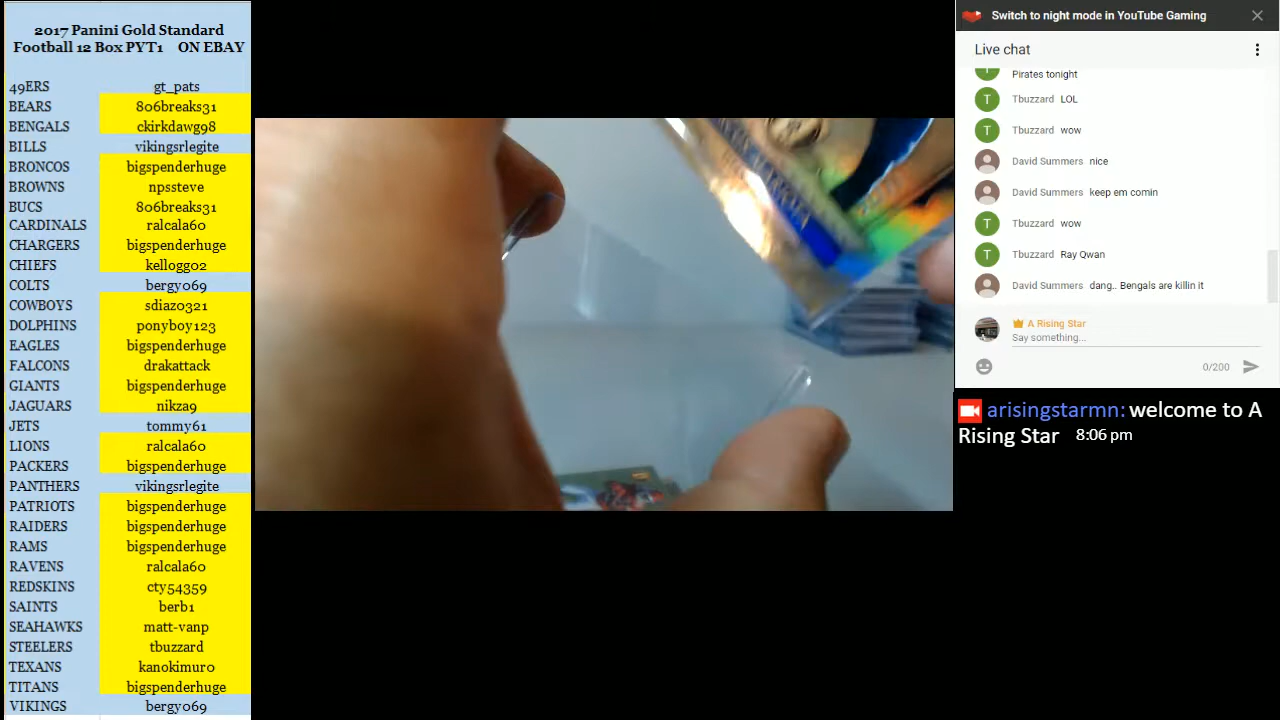 2017 Panini Gold Standard
Football 12 Box PYT1 ON EBAY
49ERS gt_pats
BEARS 806breaks31
BENGALS ckirkdawg98
BILLS vikingsrlegite
BRONCOS bigspenderhuge
BROWNS npssteve
BUCS 806breaks31
CARDINALS ralcala60
CHARGERS bigspenderhuge
CHIEFS kellogg02
COLTS bergy069
COWBOYS sdiaz0321
DOLPHINS ponyboy123
EAGLES bigspenderhuge
FALCONS drakattack
GIANTS bigspenderhuge
JAGUARS nikza9
JETS tommy61
LIONS ralcala60
PACKERS bigspenderhuge
PANTHERS vikingsrlegite
PATRIOTS bigspenderhuge
RAIDERS bigspenderhuge
RAMS bigspenderhuge
RAVENS ralcala60
REDSKINS cty54359
SAINTS berb1
SEAHAWKS matt-vanp
STEELERS tbuzzard
TEXANS kanokimuro
TITANS bigspenderhuge
VIKINGS bergy069
Switch to night mode in YouTube Gaming
Live chat
T Pirates tonight
T Tbuzzard LOL
T Tbuzzard wow
David Summers nice
David Summers keep em comin
T Tbuzzard wow
T Tbuzzard Ray Qwan
David Summers dang.. Bengals are killin it
A Rising Star
Say something...
0/200
arisingstarmn: welcome to A
Rising Star 8:06 pm